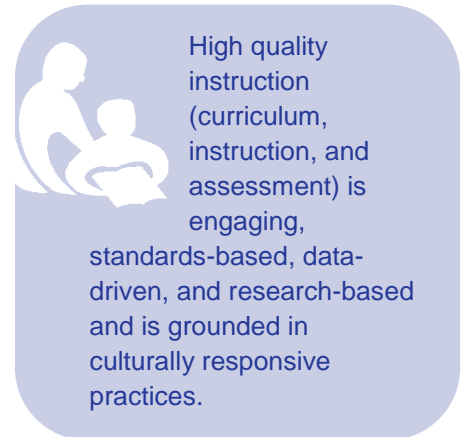 High quality
instruction
(curriculum,
instruction, and
assessment) is
engaging,
standards-based, data-
driven, and research-based
and is grounded in
culturally responsive
practices.